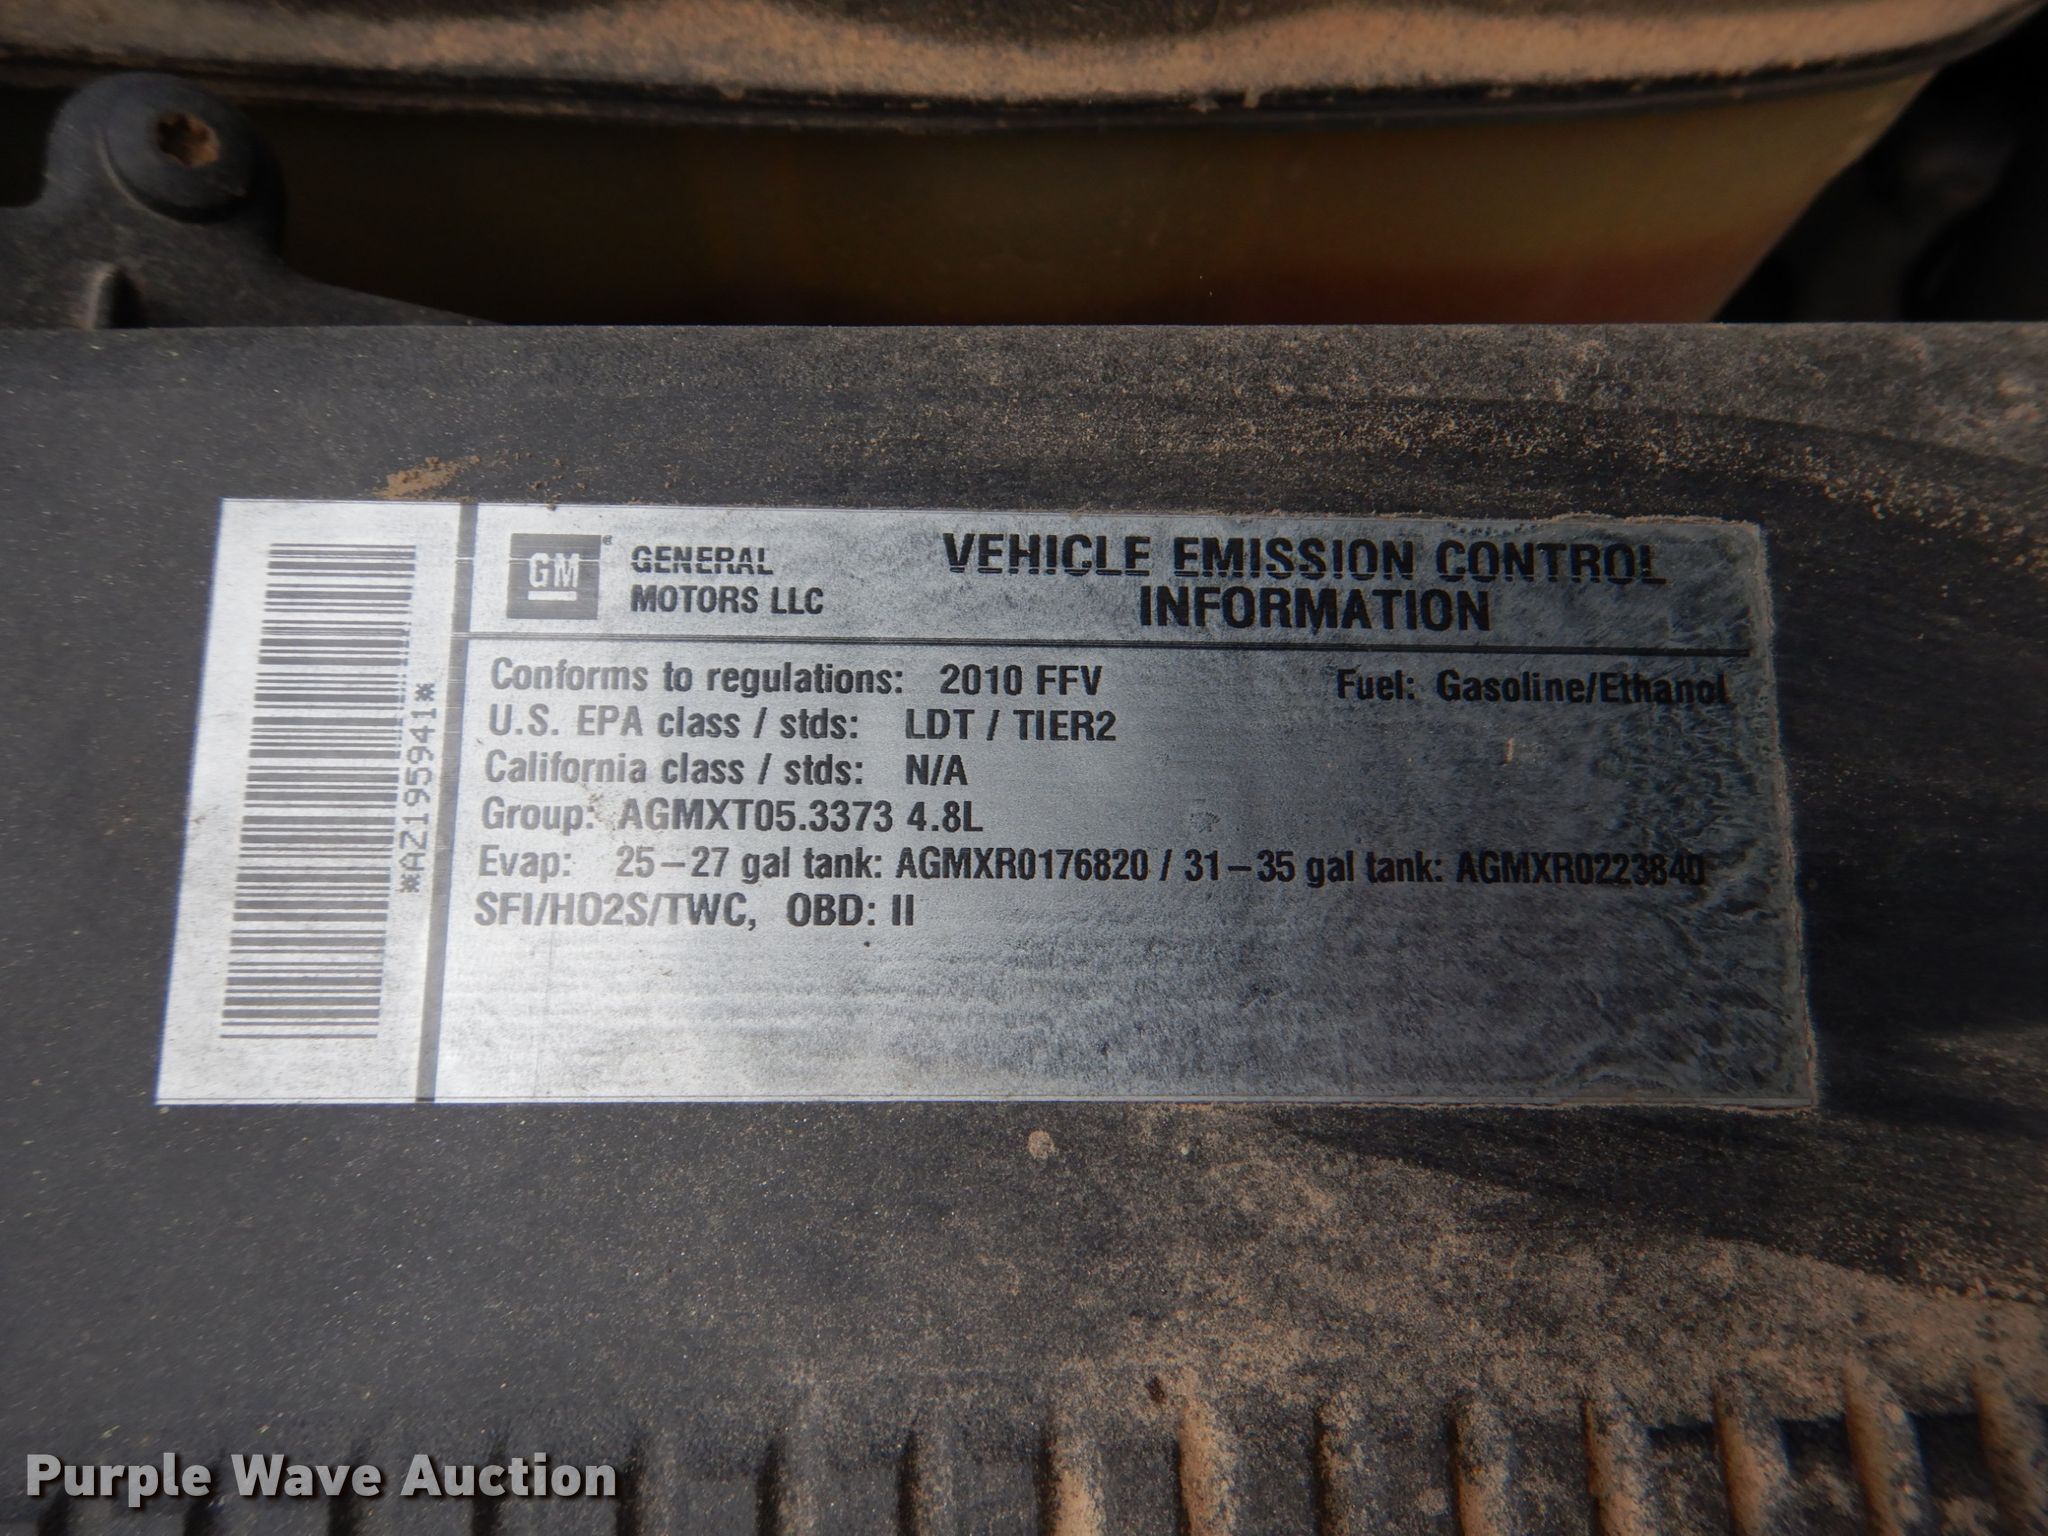 *AZ195941*
GM®
GENERAL
MOTORS LLC
VEHICLE EMISSION CONTROL
INFORMATION
Conforms to regulations: 2010 FFV Fuel: Gasoline/Ethanol
U.S. EPA class / stds: LDT / TIER2
California class / stds: N/A
Group: AGMXT05.3373 4.8L
Evap: 25-27 gal tank: AGMXR0176820 / 31-35 gal tank: AGMXR0223840
SFI/HO2S/TWC, OBD: II
Purple Wave Auction